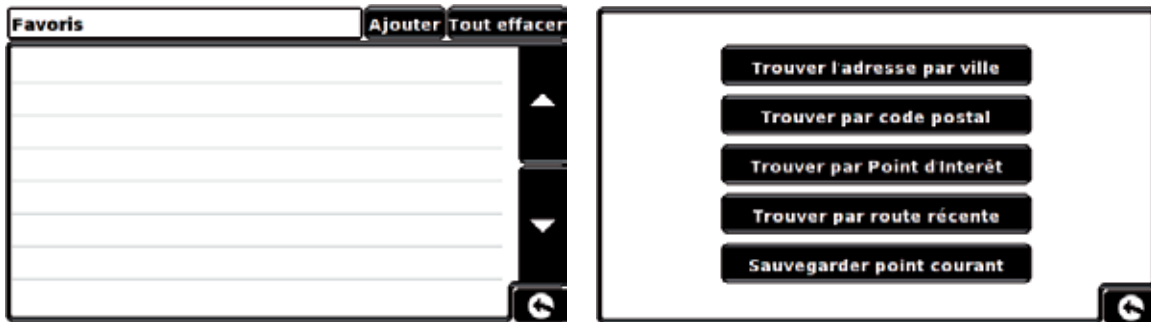 Favoris
Ajouter
Tout effacer
Trouver l'adresse par ville
Trouver par code postal
Trouver par Point d'Interêt
Trouver par route récente
Sauvegarder point courant